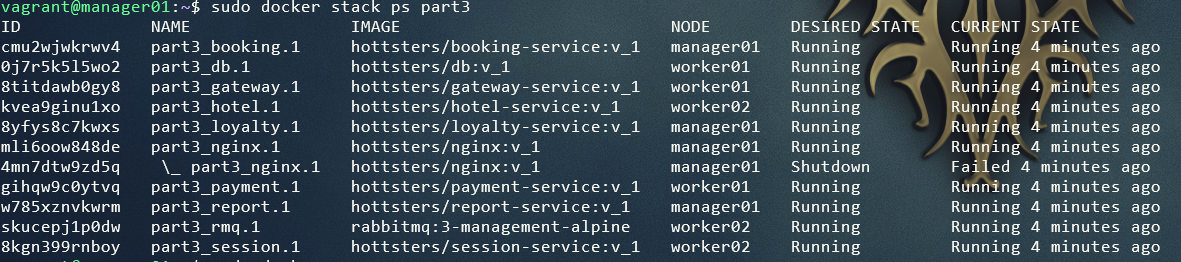 vagrant@manager01:~$ sudo docker stack ps part3
ID NAME IMAGE NODE DESIRED STATE CURRENT STATE
cmu2wjwkrwv4 part3_booking.1 hottsters/booking-service:v_1 manager01 Running Running 4 minutes ago
0j7r5k5l5wo2 part3_db.1 hottsters/db:v_1 worker01 Running Running 4 minutes ago
8titdawb0gy8 part3_gateway.1 hottsters/gateway-service:v_1 worker01 Running Running 4 minutes ago
kvea9ginu1xo part3_hotel.1 hottsters/hotel-service:v_1 worker02 Running Running 4 minutes ago
8yfys8c7kwxs part3_loyalty.1 hottsters/loyalty-service:v_1 manager01 Running Running 4 minutes ago
mli6oow848de part3_nginx.1 hottsters/nginx:v_1 manager01 Running Running 4 minutes ago
4mn7dtw9zd5q \_ part3_nginx.1 hottsters/nginx:v_1 manager01 Shutdown Failed 4 minutes ago
gihqw9c0ytvq part3_payment.1 hottsters/payment-service:v_1 worker01 Running Running 4 minutes ago
w785xznvkwrm part3_report.1 hottsters/report-service:v_1 manager01 Running Running 4 minutes ago
skucepj1p0dw part3_rmq.1 rabbitmq:3-management-alpine worker02 Running Running 4 minutes ago
8kgn399rnboy part3_session.1 hottsters/session-service:v_1 worker02 Running Running 4 minutes ago